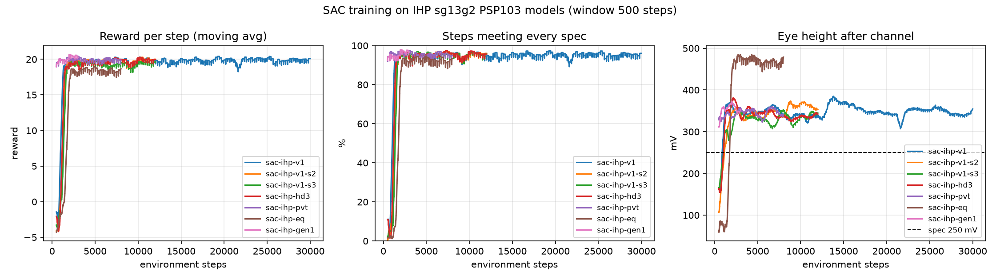 SAC training on IHP sg13g2 PSP103 models (window 500 steps)
Reward per step (moving avg)
reward
20
15
10
5
0
−5
0
5000
10000
15000
20000
25000
30000
environment steps
sac-ihp-v1
sac-ihp-v1-s2
sac-ihp-v1-s3
sac-ihp-hd3
sac-ihp-pvt
sac-ihp-eq
sac-ihp-gen1
Steps meeting every spec
%
100
80
60
40
20
0
0
5000
10000
15000
20000
25000
30000
environment steps
sac-ihp-v1
sac-ihp-v1-s2
sac-ihp-v1-s3
sac-ihp-hd3
sac-ihp-pvt
sac-ihp-eq
sac-ihp-gen1
Eye height after channel
mV
500
400
300
200
100
0
5000
10000
15000
20000
25000
30000
environment steps
sac-ihp-v1
sac-ihp-v1-s2
sac-ihp-v1-s3
sac-ihp-hd3
sac-ihp-pvt
sac-ihp-eq
sac-ihp-gen1
spec 250 mV